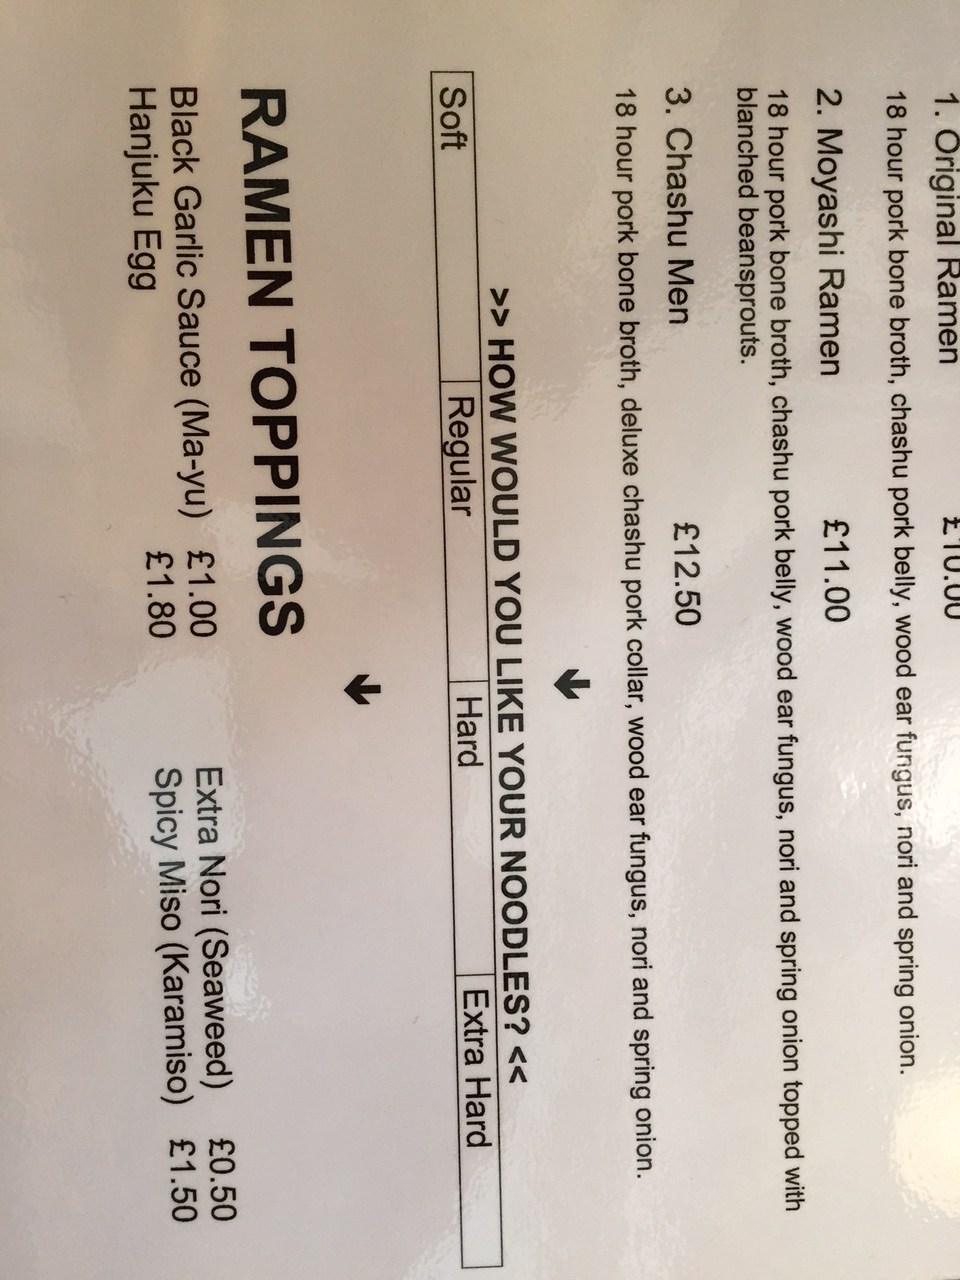 1. Original Ramen £10.00
18 hour pork bone broth, chashu pork belly, wood ear fungus, nori and spring onion.
2. Moyashi Ramen £11.00
18 hour pork bone broth, chashu pork belly, wood ear fungus, nori and spring onion topped with
blanched beansprouts.
3. Chashu Men £12.50
18 hour pork bone broth, deluxe chashu pork collar, wood ear fungus, nori and spring onion.
>> HOW WOULD YOU LIKE YOUR NOODLES? <<
Soft Regular Hard Extra Hard
RAMEN TOPPINGS
Black Garlic Sauce (Ma-yu) £1.00 Extra Nori (Seaweed) £0.50
Hanjuku Egg £1.80 Spicy Miso (Karamiso) £1.50